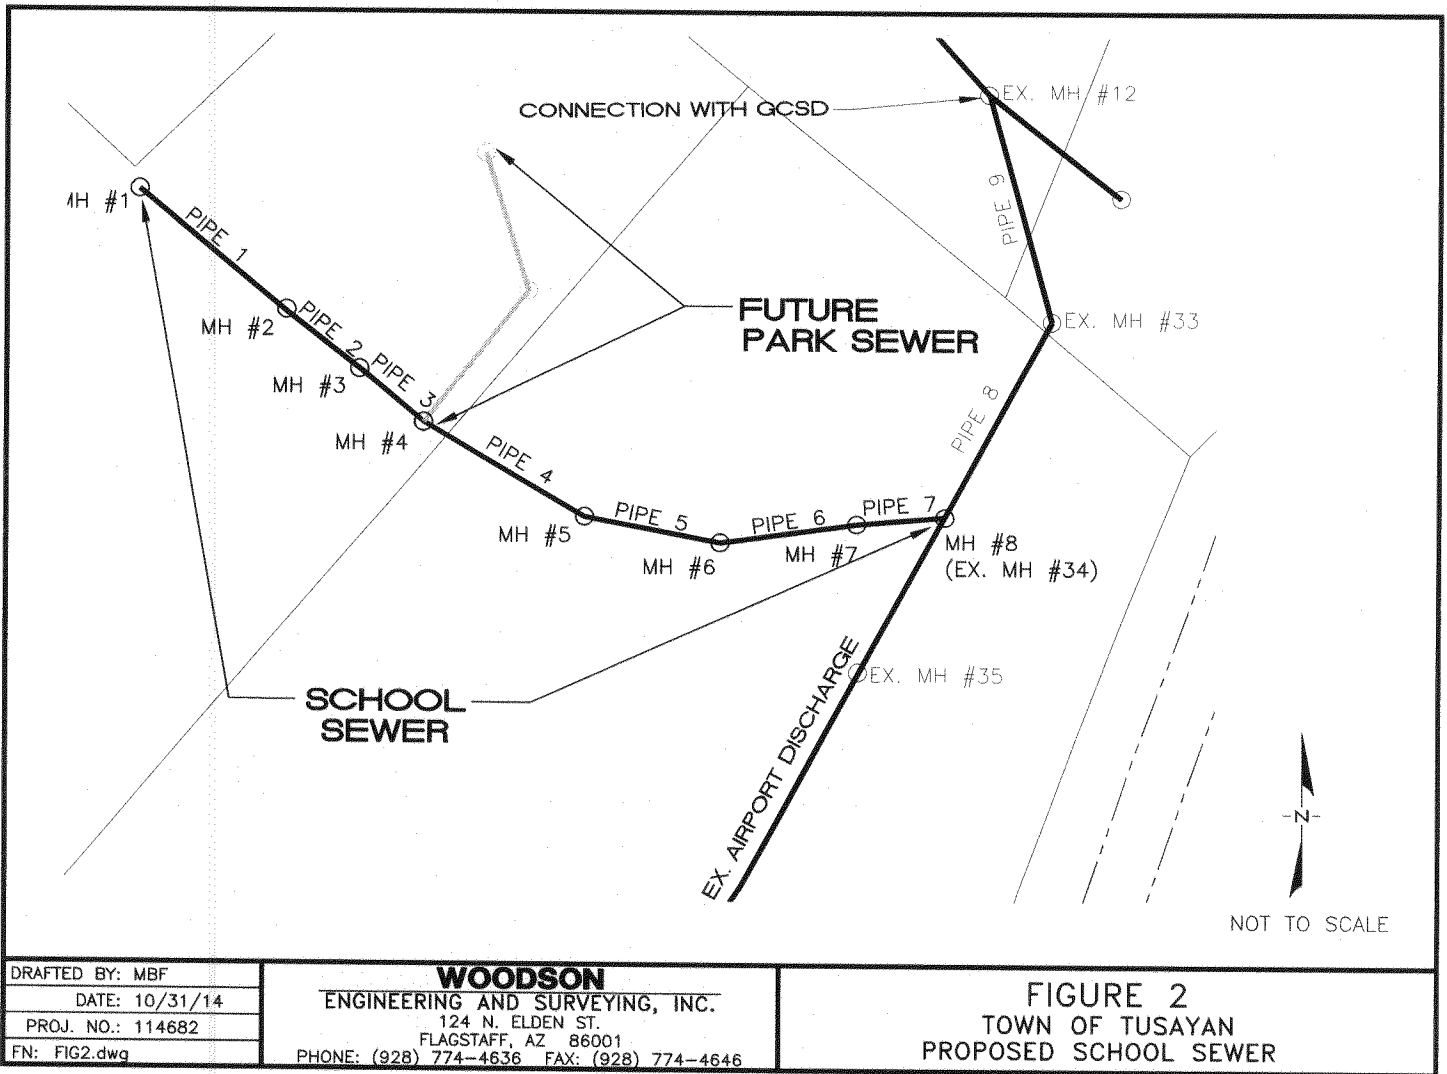 CONNECTION WITH GCSD
EX. MH #12
MH #1
PIPE 1
PIPE 9
MH #2
PIPE 2
FUTURE
PARK SEWER
EX. MH #33
MH #3
PIPE 3
MH #4
PIPE 8
PIPE 4
MH #5
PIPE 5
MH #6
PIPE 6
MH #7
PIPE 7
MH #8
(EX. MH #34)
EX. MH #35
EX. AIRPORT DISCHARGE
SCHOOL
SEWER
-N-
NOT TO SCALE
DRAFTED BY: MBF
DATE: 10/31/14
PROJ. NO.: 114682
FN: FIG2.dwg
WOODSON
ENGINEERING AND SURVEYING, INC.
124 N. ELDEN ST.
FLAGSTAFF, AZ 86001
PHONE: (928) 774-4636 FAX: (928) 774-4646
FIGURE 2
TOWN OF TUSAYAN
PROPOSED SCHOOL SEWER